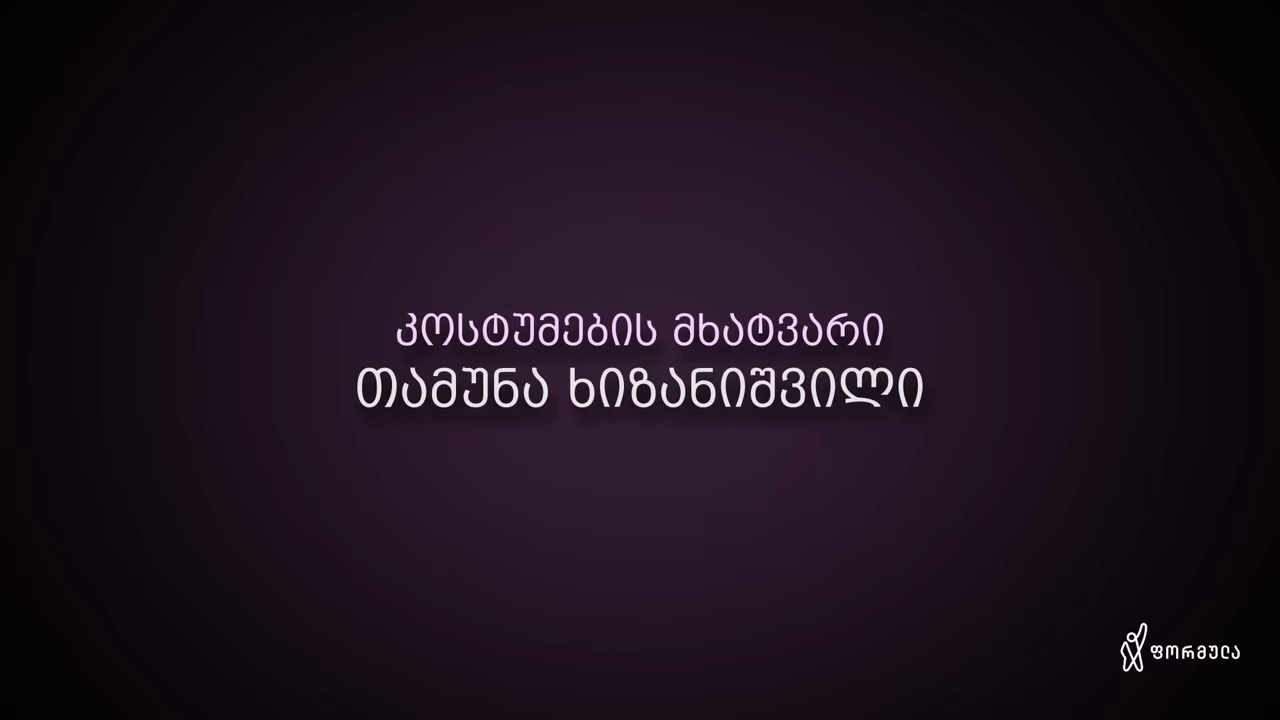 კოსტუმების მხატვარი
თამუნა ხიზანიშვილი
ფორმულა